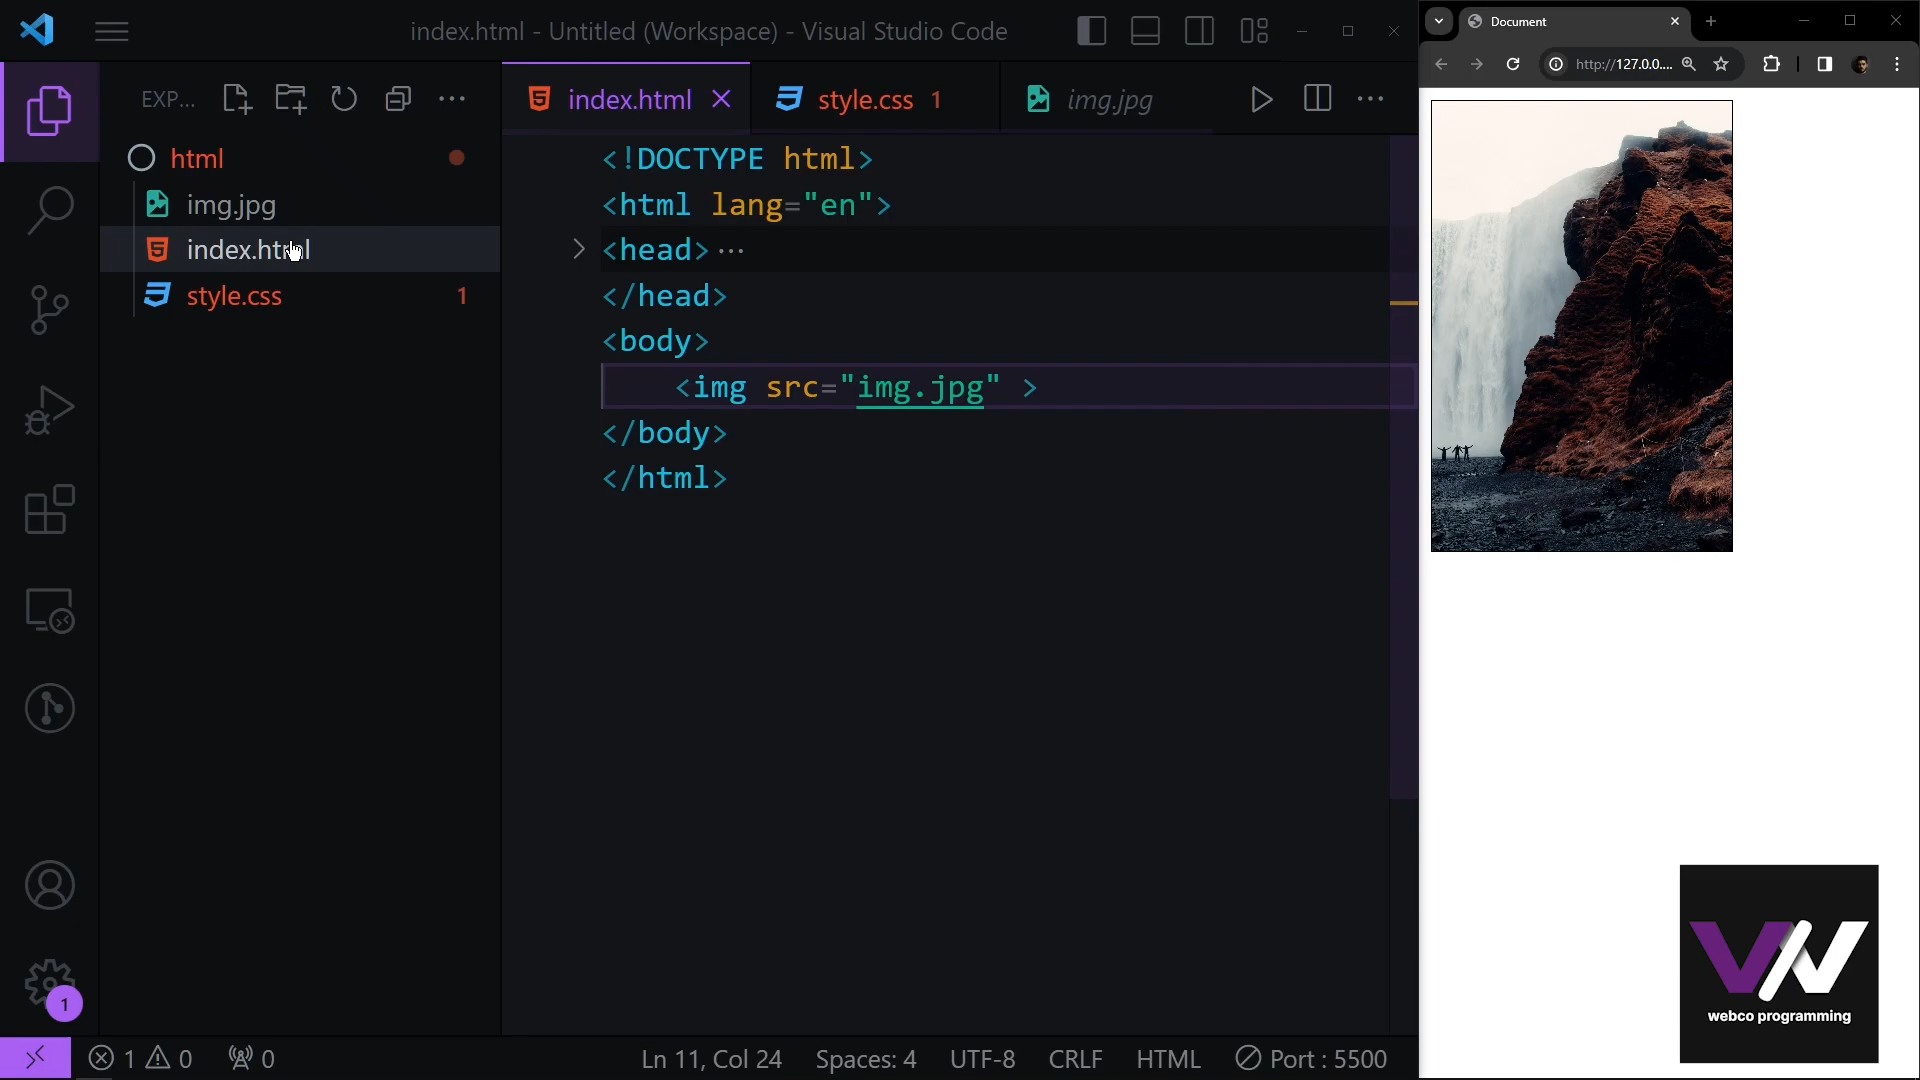 index.html - Untitled (Workspace) - Visual Studio Code
EXP...
html
img.jpg
index.html
style.css 1
index.html
style.css 1
img.jpg
<!DOCTYPE html>
<html lang="en">
<head>
</head>
<body>
<img src="img.jpg" >
</body>
</html>
1
1 0 0
Ln 11, Col 24 Spaces: 4 UTF-8 CRLF HTML Port : 5500
Document
http://127.0.0....
webco programming